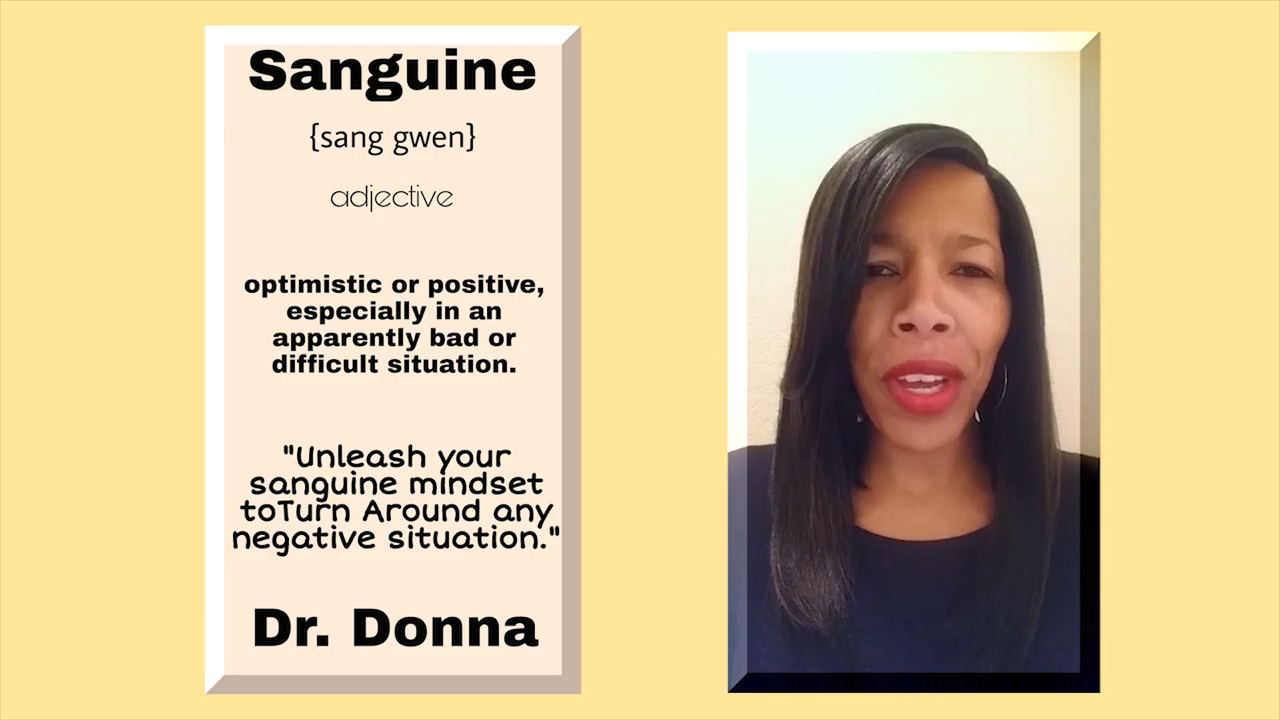 Sanguine
{sang gwen}
adjective
optimistic or positive,
especially in an
apparently bad or
difficult situation.
"Unleash your
sanguine mindset
toTurn Around any
negative situation."
Dr. Donna